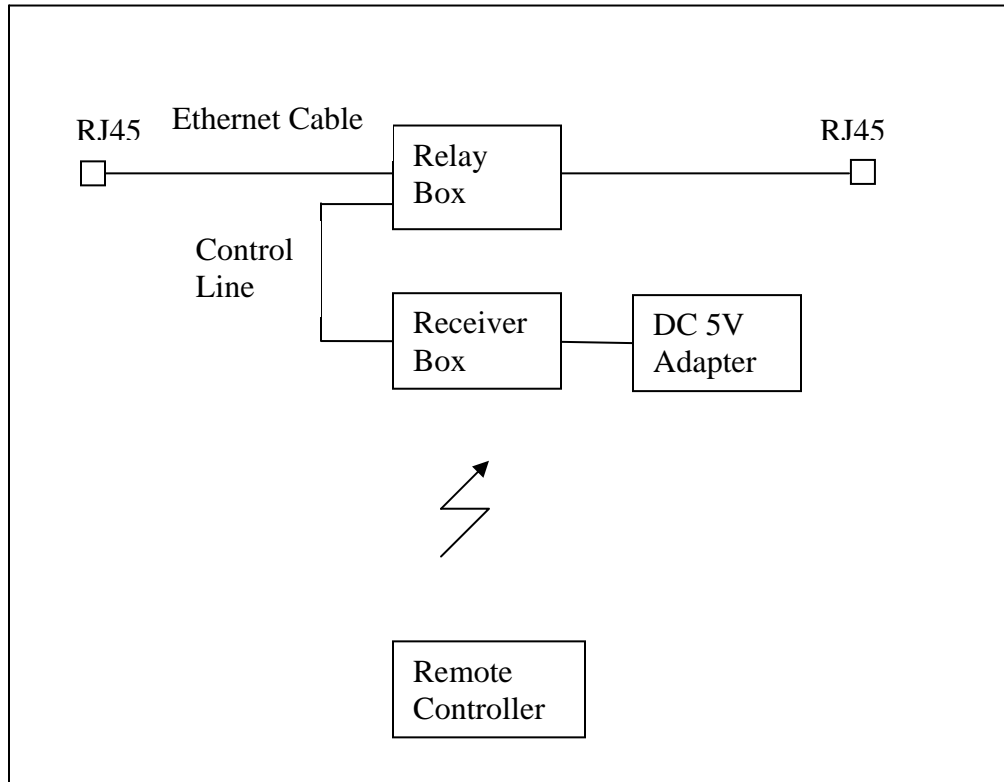 RJ45
Ethernet Cable
RJ45
Relay
Box
Control
Line
Receiver
Box
DC 5V
Adapter
Remote
Controller